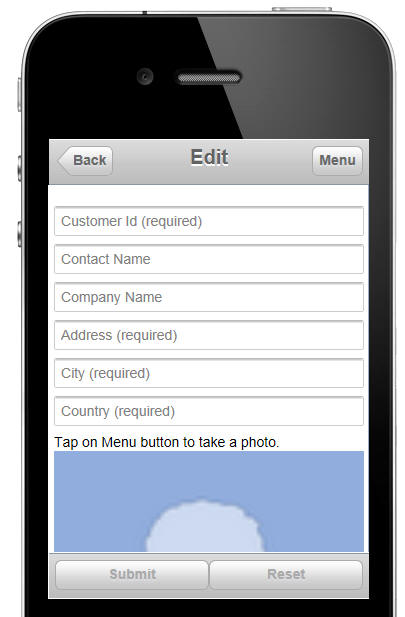 Back Edit Menu
Customer Id (required)
Contact Name
Company Name
Address (required)
City (required)
Country (required)
Tap on Menu button to take a photo.
Submit Reset